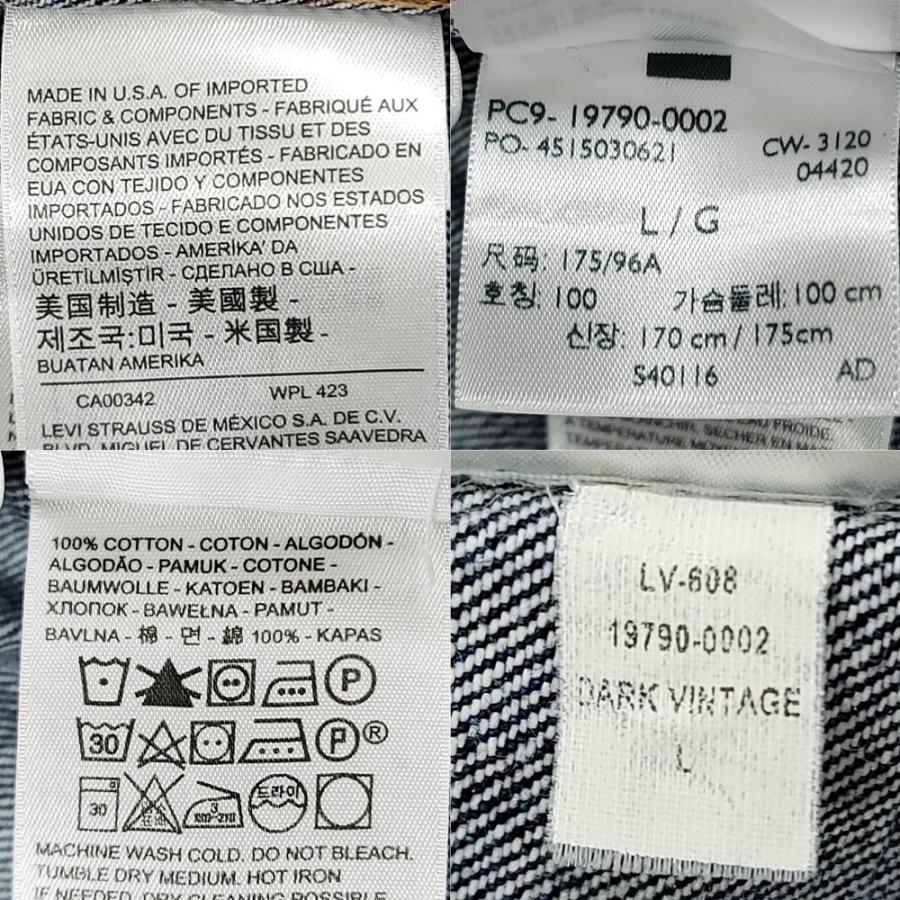 MADE IN U.S.A. OF IMPORTED
FABRIC & COMPONENTS - FABRIQUÉ AUX
ÉTATS-UNIS AVEC DU TISSU ET DES
COMPOSANTS IMPORTÉS - FABRICADO EN
EUA CON TEJIDO Y COMPONENTES
IMPORTADOS - FABRICADO NOS ESTADOS
UNIDOS DE TECIDO E COMPONENTES
IMPORTADOS - AMERİKA' DA
ÜRETİLMİŞTİR - СДЕЛАНО В США -
美国制造 - 美國製 -
제조국:미국 - 米国製 -
BUATAN AMERIKA
CA00342 WPL 423
LEVI STRAUSS DE MÉXICO S.A. DE C.V.
BLVD. MIGUEL DE CERVANTES SAAVEDRA
PC9- 19790-0002
PO- 4515030621 CW- 3120
04420
L / G
尺码: 175/96A
호칭: 100 가슴둘레: 100 cm
신장: 170 cm / 175cm
S40116 AD
EAU FROIDE.
BLANCHIR, SÉCHER EN
À TEMPÉRATURE
100% COTTON - COTON - ALGODÓN -
ALGODÃO - PAMUK - COTONE -
BAUMWOLLE - KATOEN - BAMBAKI -
ХЛОПОК - BAWEŁNA - PAMUT -
BAVLNA - 棉 - 면 - 綿 100% - KAPAS
P
30 P®
30 드라이
MACHINE WASH COLD. DO NOT BLEACH.
TUMBLE DRY MEDIUM. HOT IRON
IF NEEDED. DRY CLEANING POSSIBLE
LV-608
19790-0002
DARK VINTAGE
L